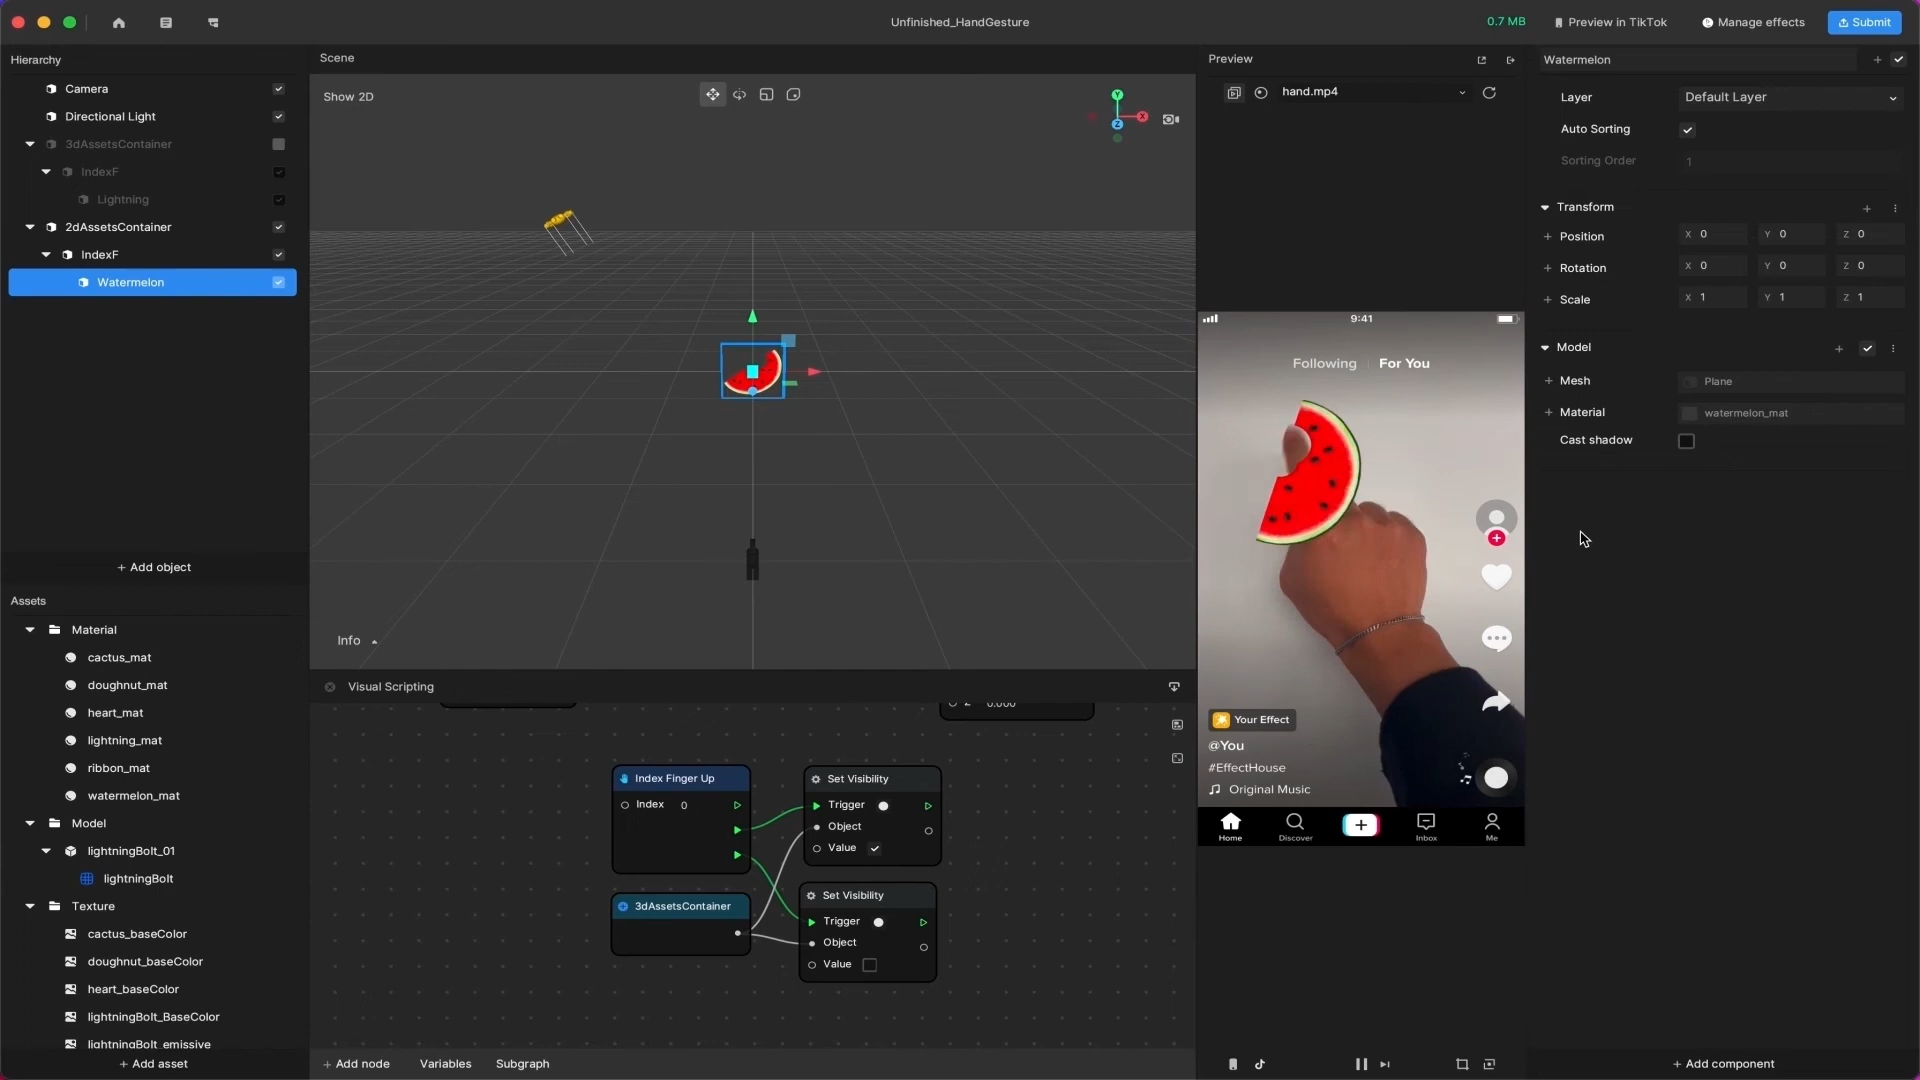 Unfinished_HandGesture
0.7 MB
Preview in TikTok
Manage effects
Submit
Hierarchy
Camera
Directional Light
3dAssetsContainer
IndexF
Lightning
2dAssetsContainer
IndexF
Watermelon
+ Add object
Assets
Material
cactus_mat
doughnut_mat
heart_mat
lightning_mat
ribbon_mat
watermelon_mat
Model
lightningBolt_01
lightningBolt
Texture
cactus_baseColor
doughnut_baseColor
heart_baseColor
lightningBolt_BaseColor
lightningBolt_emissive
+ Add asset
Scene
Show 2D
Y
X
Z
Info
Visual Scripting
Z 0.000
Index Finger Up
Index 0
3dAssetsContainer
Set Visibility
Trigger
Object
Value
Set Visibility
Trigger
Object
Value
+ Add node
Variables
Subgraph
Preview
hand.mp4
9:41
Following
For You
Your Effect
@You
#EffectHouse
Original Music
Home
Discover
Inbox
Me
Watermelon
Layer
Default Layer
Auto Sorting
Sorting Order
1
Transform
Position
X 0
Y 0
Z 0
Rotation
X 0
Y 0
Z 0
Scale
X 1
Y 1
Z 1
Model
Mesh
Plane
Material
watermelon_mat
Cast shadow
+ Add component